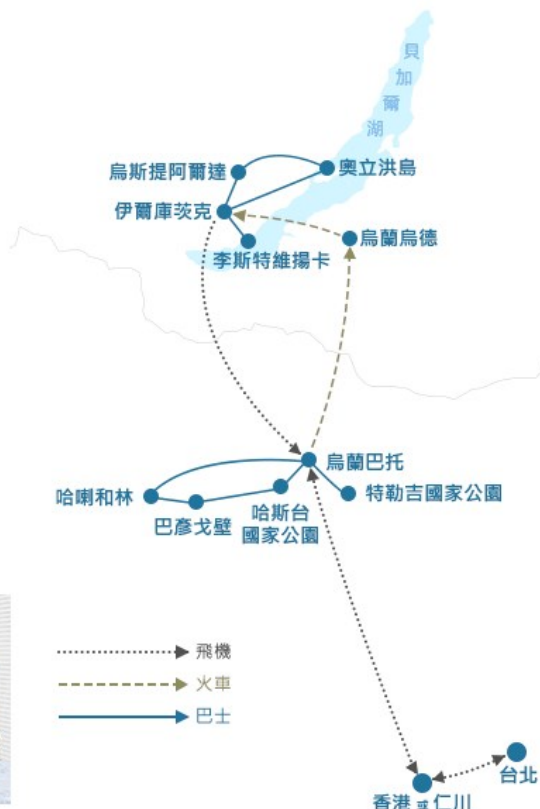 貝加爾湖
烏斯提阿爾達
奧立洪島
伊爾庫茨克
烏蘭烏德
李斯特維揚卡
烏蘭巴托
哈喇和林
特勒吉國家公園
巴彥戈壁
哈斯台
國家公園
飛機
火車
巴士
台北
香港 或 仁川